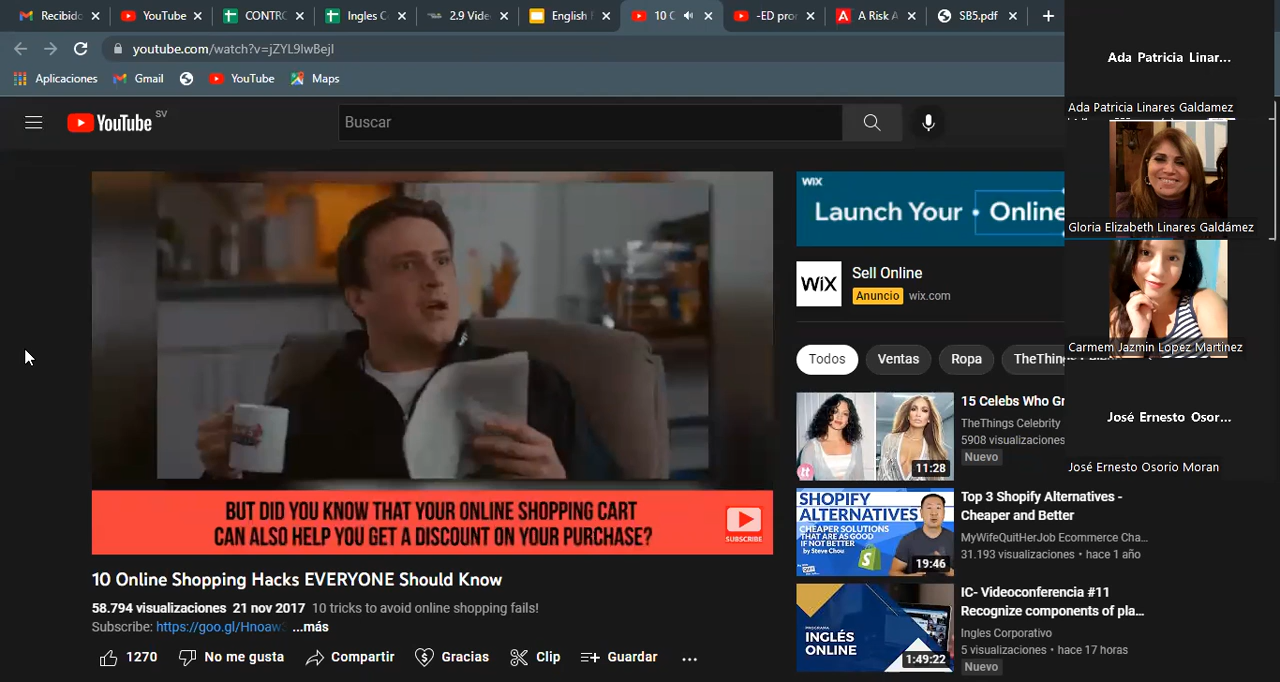 Recibido
YouTube
CONTRO
Ingles C
2.9 Vide
English F
10 O
-ED pro
A Risk A
SB5.pdf
youtube.com/watch?v=jZYL9lwBejI
Aplicaciones
Gmail
YouTube
Maps
YouTube SV
Buscar
BUT DID YOU KNOW THAT YOUR ONLINE SHOPPING CART
CAN ALSO HELP YOU GET A DISCOUNT ON YOUR PURCHASE?
SUBSCRIBE
10 Online Shopping Hacks EVERYONE Should Know
58.794 visualizaciones 21 nov 2017 10 tricks to avoid online shopping fails!
Subscribe: https://goo.gl/Hnoaw ...más
1270
No me gusta
Compartir
Gracias
Clip
Guardar
WIX
Launch Your Online
WIX
Sell Online
Anuncio wix.com
Todos
Ventas
Ropa
TheThing
15 Celebs Who Gr
TheThings Celebrity
5908 visualizaciones
Nuevo
11:28
SHOPIFY
ALTERNATIVES
CHEAPER SOLUTIONS
THAT ARE AS GOOD
IF NOT BETTER
by Steve Chou
19:46
Top 3 Shopify Alternatives -
Cheaper and Better
MyWifeQuitHerJob Ecommerce Cha...
31.193 visualizaciones • hace 1 año
PROGRAMA
INGLÉS
ONLINE
1:49:22
IC- Videoconferencia #11
Recognize components of pla...
Ingles Corporativo
5 visualizaciones • hace 17 horas
Nuevo
Ada Patricia Linar...
Ada Patricia Linares Galdamez
Gloria Elizabeth Linares Galdámez
Carmem Jazmin Lopez Martinez
José Ernesto Osor...
José Ernesto Osorio Moran